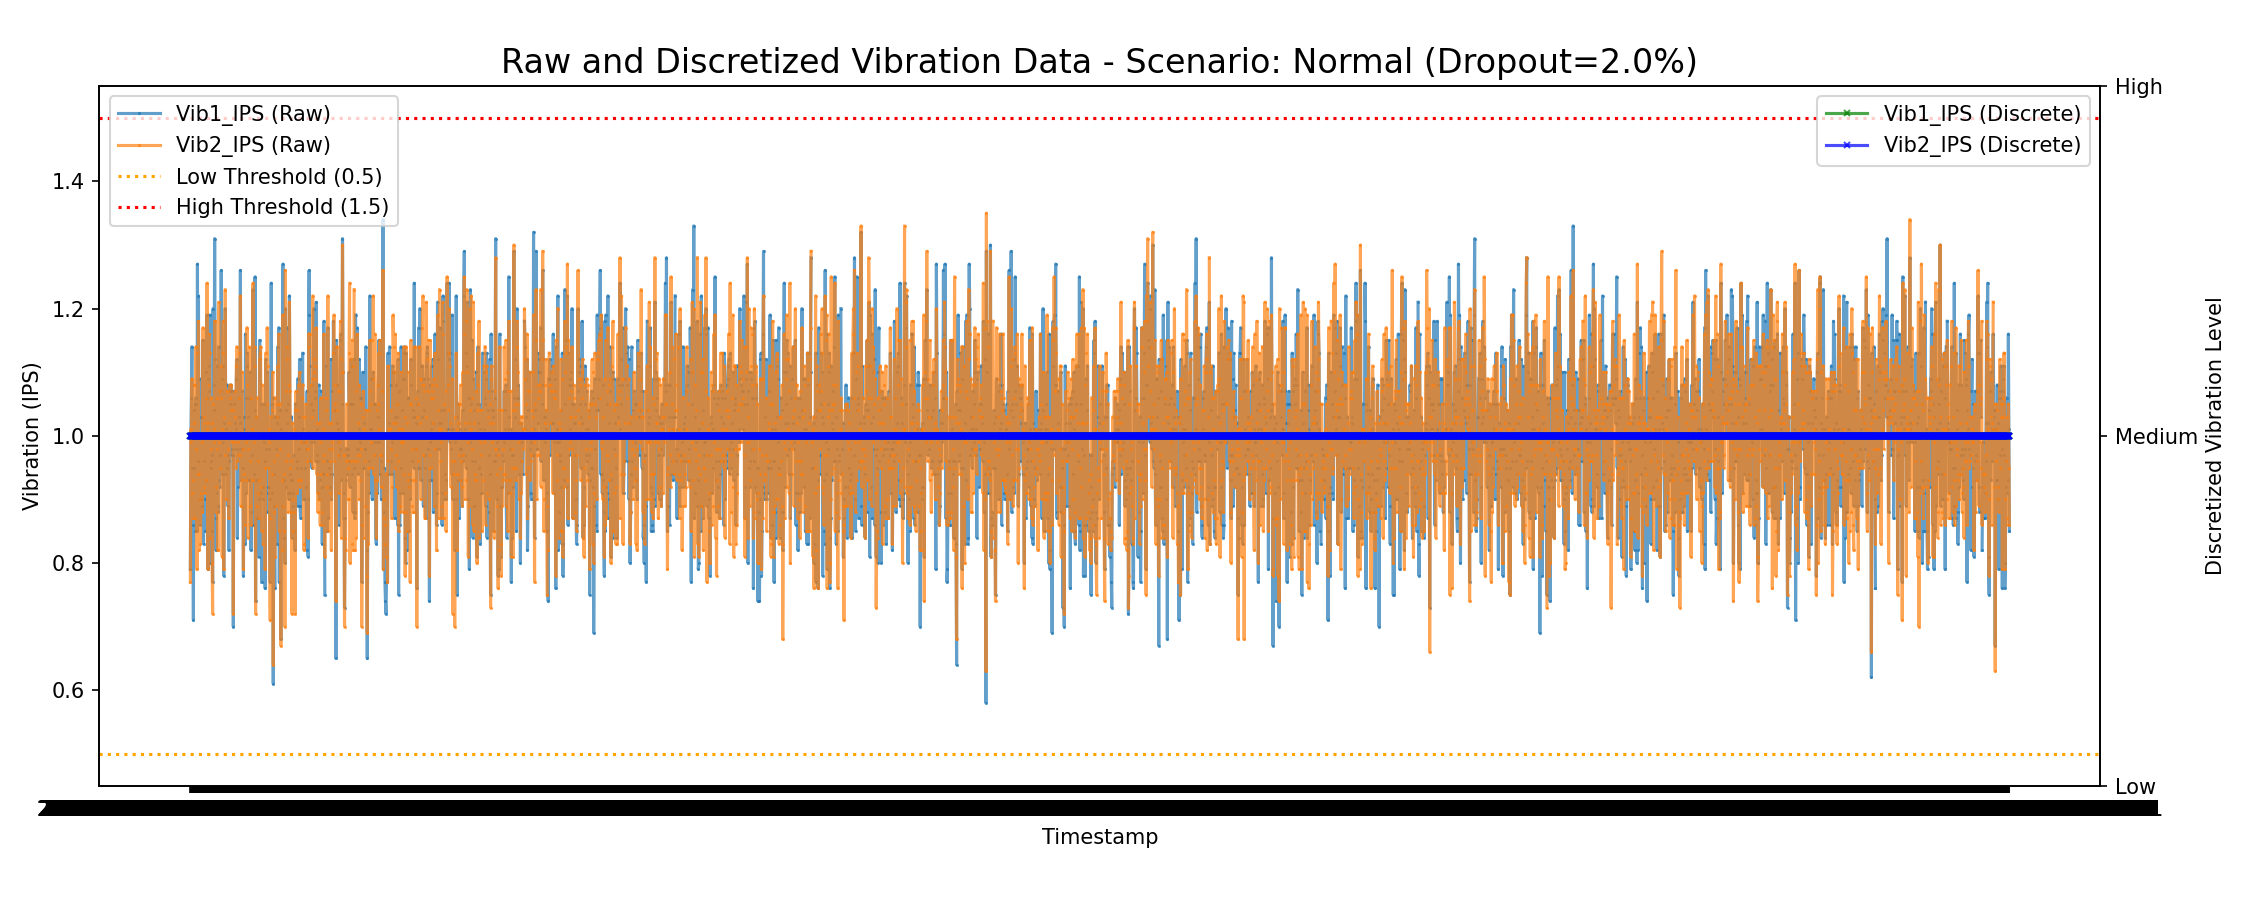 Raw and Discretized Vibration Data - Scenario: Normal (Dropout=2.0%)
Vib1_IPS (Raw)
Vib2_IPS (Raw)
Low Threshold (0.5)
High Threshold (1.5)
Vib1_IPS (Discrete)
Vib2_IPS (Discrete)
1.4
1.2
1.0
0.8
0.6
Vibration (IPS)
High
Medium
Low
Discretized Vibration Level
Timestamp